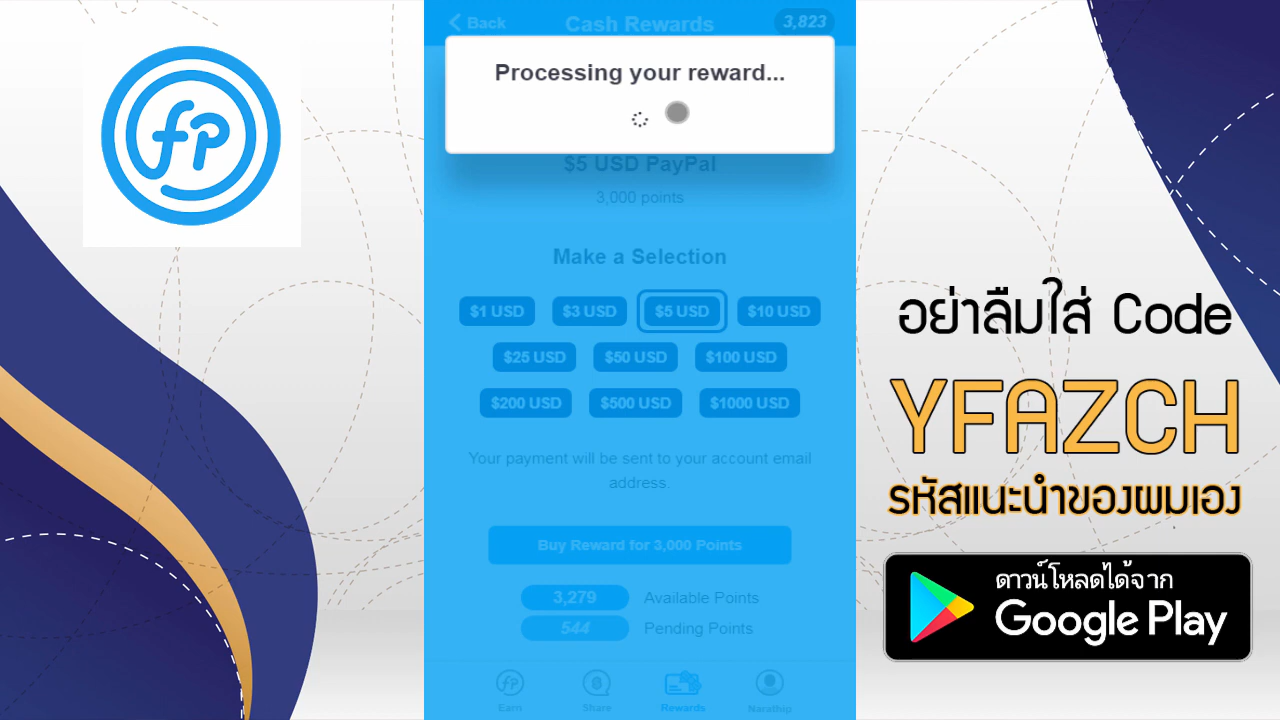 fp
Back
Cash Rewards
3,823
Processing your reward...
$5 USD PayPal
3,000 points
Make a Selection
$1 USD
$3 USD
$5 USD
$10 USD
$25 USD
$50 USD
$100 USD
$200 USD
$500 USD
$1000 USD
Your payment will be sent to your account email
address.
Buy Reward for 3,000 Points
3,279 Available Points
544 Pending Points
fp
Earn
Share
Rewards
Narathip
อย่าลืมใส่ Code
YFAZCH
รหัสแนะนำของผมเอง
ดาวน์โหลดได้จาก
Google Play